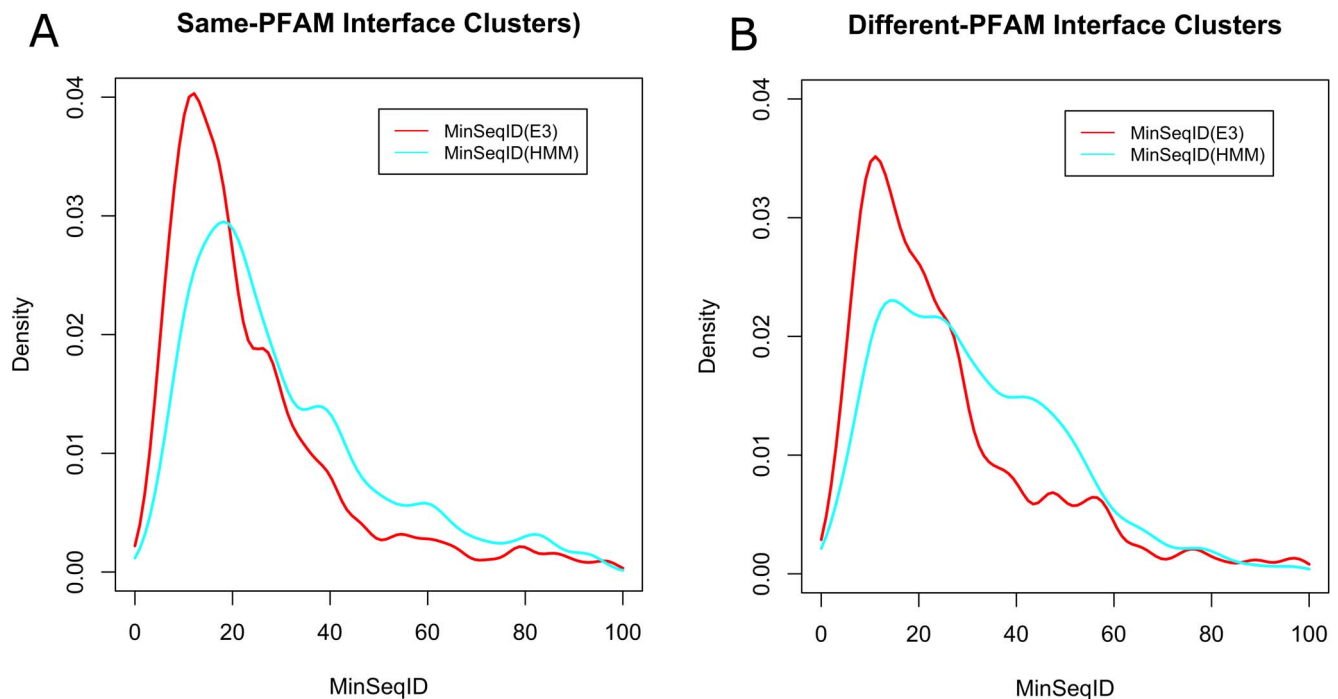 A
Same-PFAM Interface Clusters)
MinSeqID(E3)
MinSeqID(HMM)
Density
0.04
0.03
0.02
0.01
0.00
0 20 40 60 80 100
MinSeqID
B
Different-PFAM Interface Clusters
MinSeqID(E3)
MinSeqID(HMM)
Density
0.04
0.03
0.02
0.01
0.00
0 20 40 60 80 100
MinSeqID